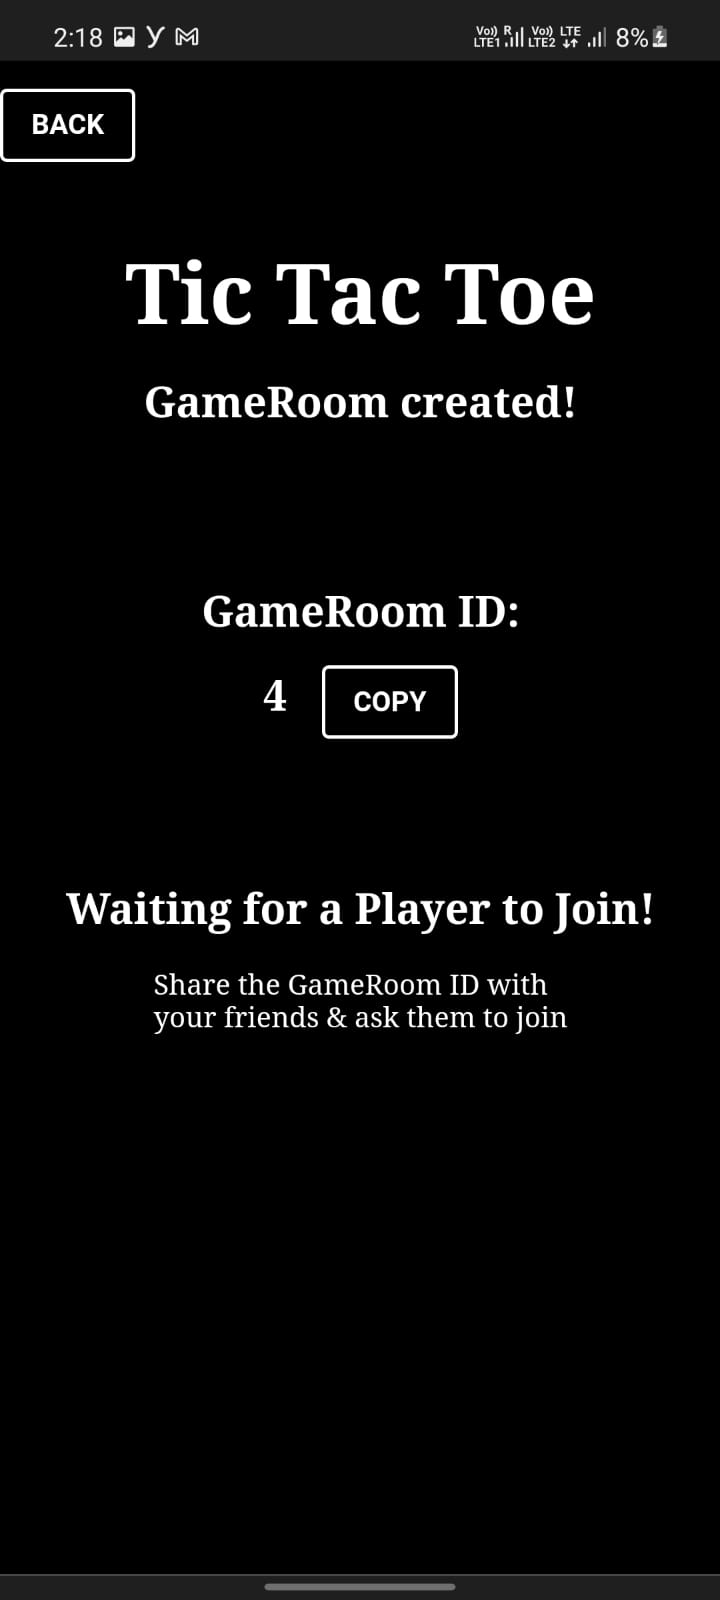 2:18 Vo) R Vo) LTE 8%
LTE1 LTE2
BACK
Tic Tac Toe
GameRoom created!
GameRoom ID:
4 COPY
Waiting for a Player to Join!
Share the GameRoom ID with
your friends & ask them to join